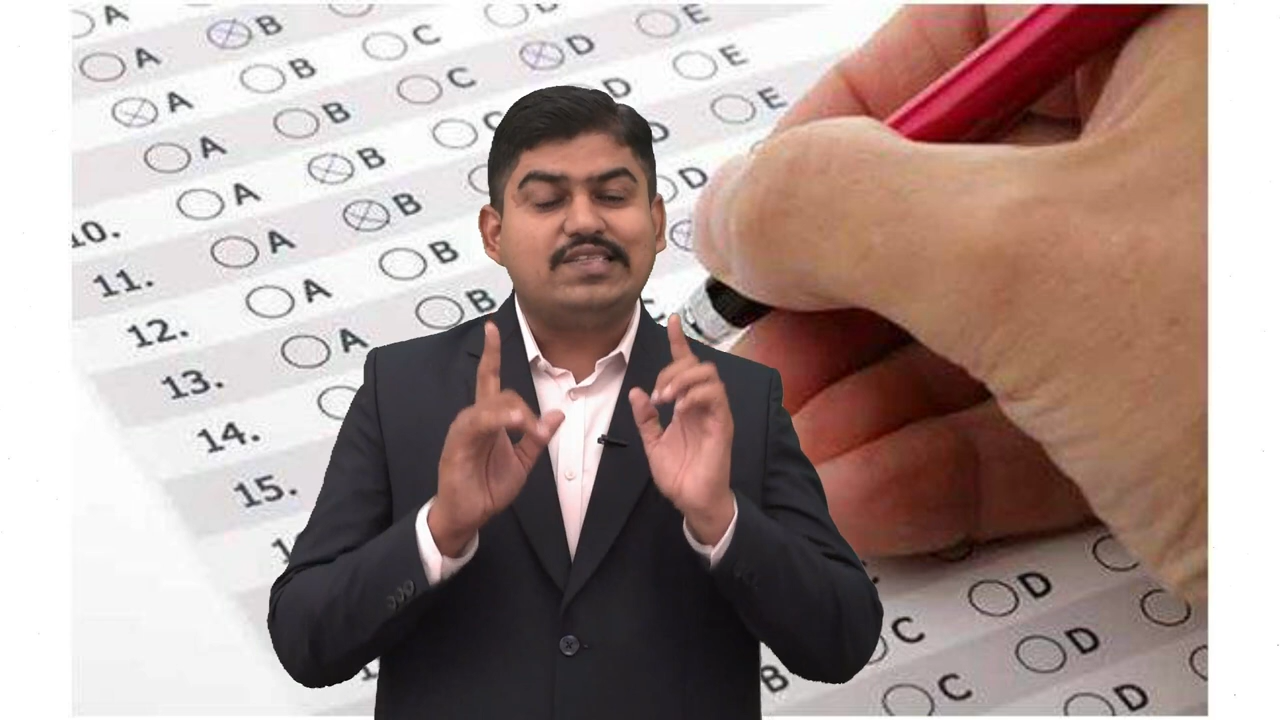 A
A B
A B C D
A B C D E
A B C D E
10. A B D E
11. A B D
12. A B
13. A B
14.
15.
D
C D
B C D